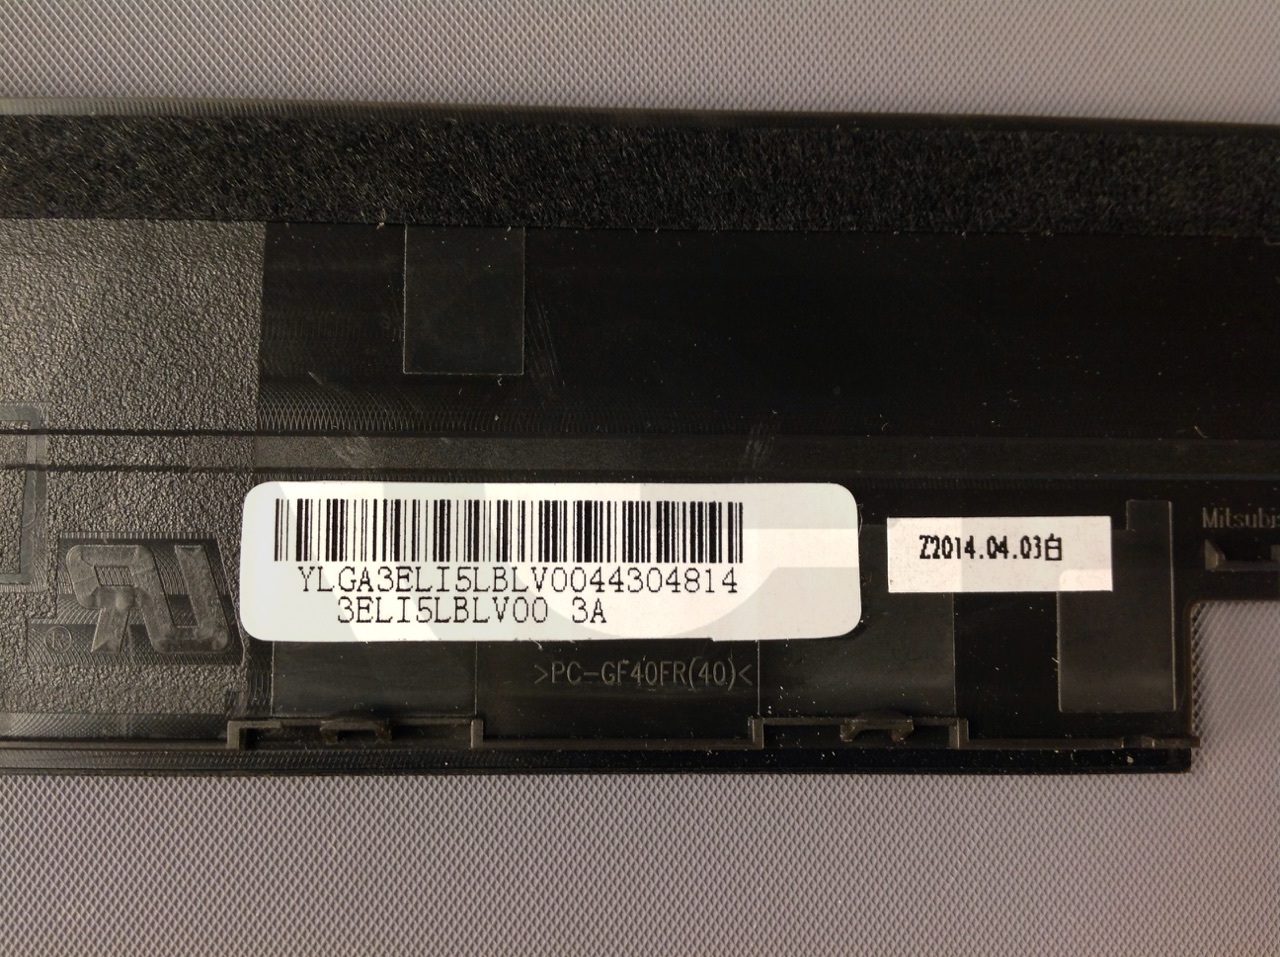 YLGA3ELI5LBLV0044304814
3ELI5LBLV00 3A
Z2014.04.03白
>PC-GF40FR(40)<